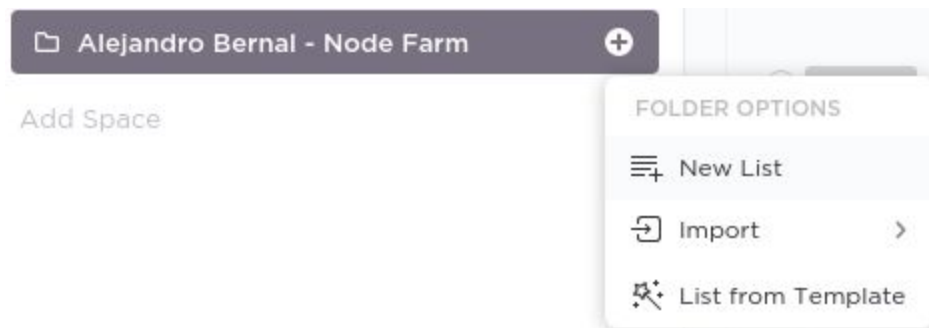 Alejandro Bernal - Node Farm
Add Space
FOLDER OPTIONS
New List
Import
List from Template